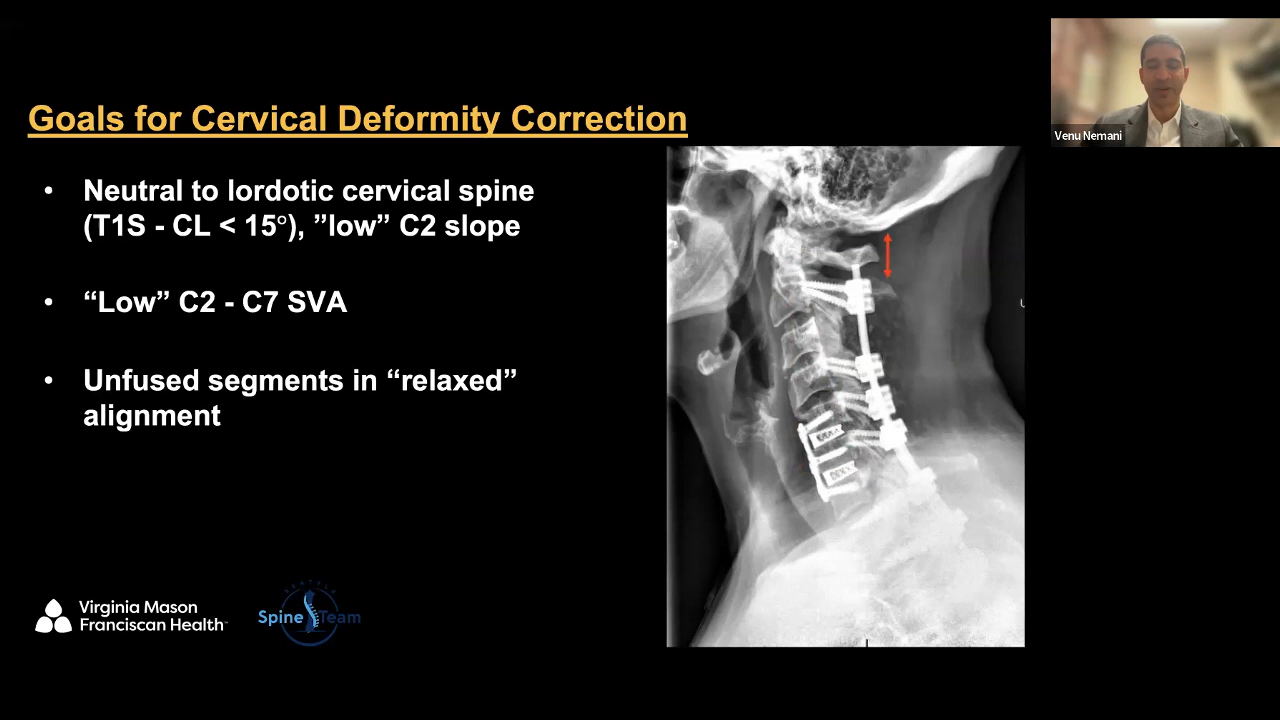 Goals for Cervical Deformity Correction
• Neutral to lordotic cervical spine
(T1S - CL < 15°), ”low” C2 slope
• “Low” C2 - C7 SVA
• Unfused segments in “relaxed”
alignment
Venu Nemani
Virginia Mason
Franciscan Health
SEATTLE
Spine Team